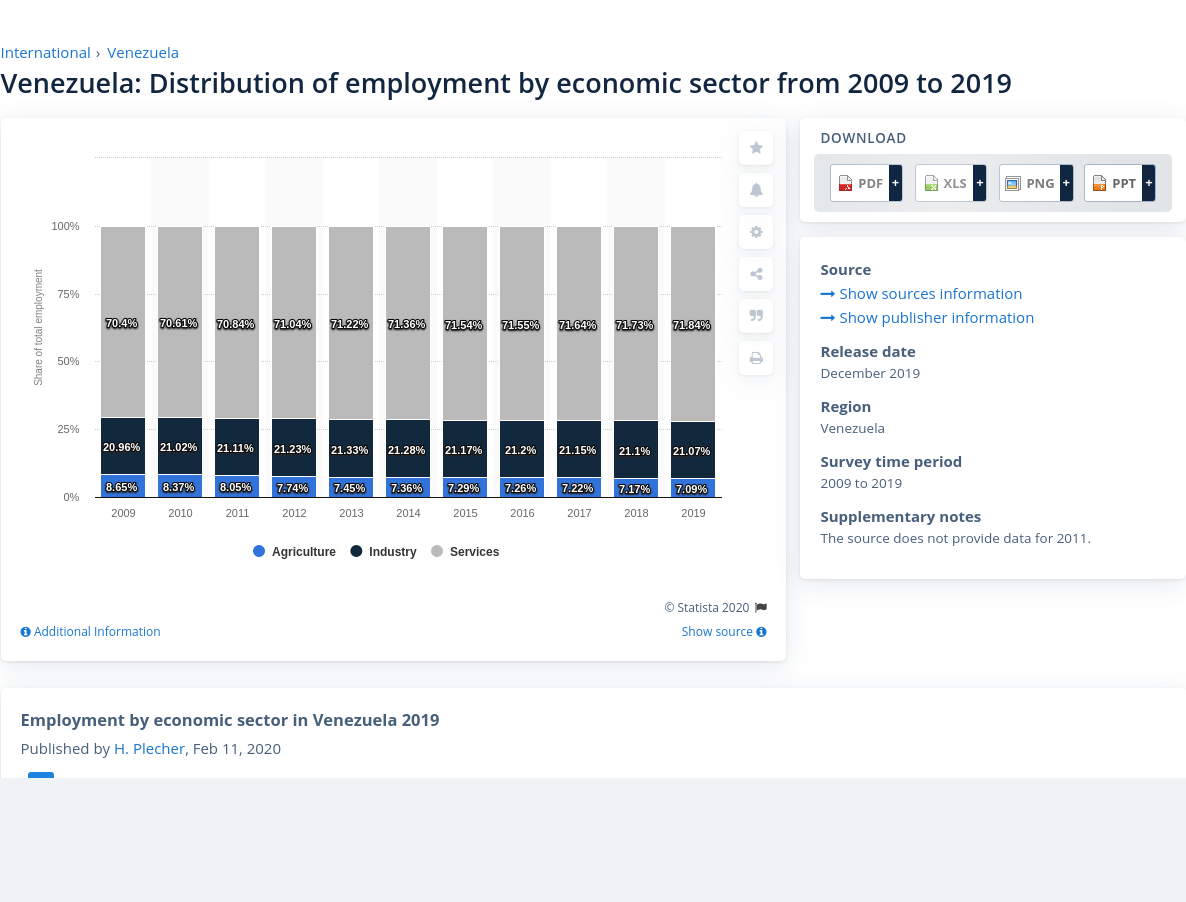 International › Venezuela
Venezuela: Distribution of employment by economic sector from 2009 to 2019
Share of total employment
100%
75%
50%
25%
0%
70.4% 70.61% 70.84% 71.04% 71.22% 71.36% 71.54% 71.55% 71.64% 71.73% 71.84%
20.96% 21.02% 21.11% 21.23% 21.33% 21.28% 21.17% 21.2% 21.15% 21.1% 21.07%
8.65% 8.37% 8.05% 7.74% 7.45% 7.36% 7.29% 7.26% 7.22% 7.17% 7.09%
2009 2010 2011 2012 2013 2014 2015 2016 2017 2018 2019
Agriculture Industry Services
© Statista 2020
Additional Information
Show source
DOWNLOAD
PDF + XLS + PNG + PPT +
Source
Show sources information
Show publisher information
Release date
December 2019
Region
Venezuela
Survey time period
2009 to 2019
Supplementary notes
The source does not provide data for 2011.
Employment by economic sector in Venezuela 2019
Published by H. Plecher, Feb 11, 2020